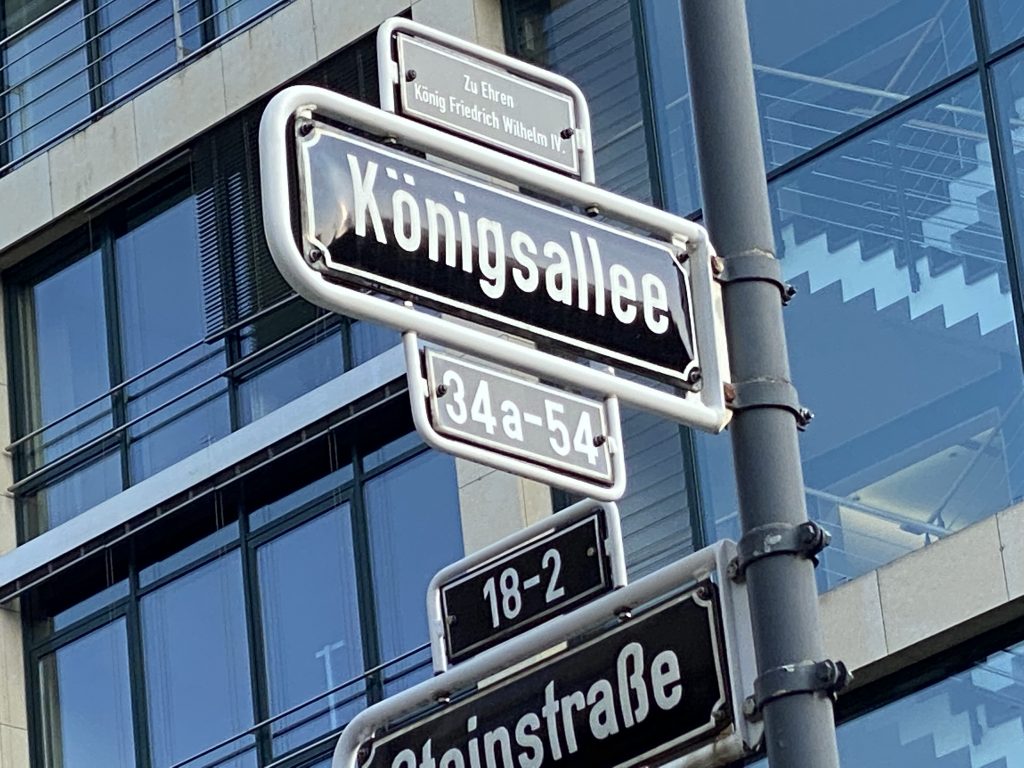 Zu Ehren
König Friedrich Wilhelm IV.
Königsallee
34a-54
18-2
Steinstraße